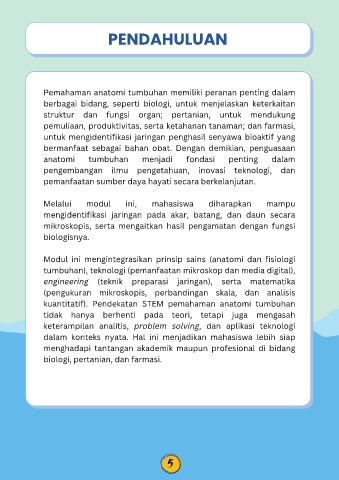 PENDAHULUAN
Pemahaman anatomi tumbuhan memiliki peranan penting dalam
berbagai bidang, seperti biologi, untuk menjelaskan keterkaitan
struktur dan fungsi organ; pertanian, untuk mendukung
pemuliaan, produktivitas, serta ketahanan tanaman; dan farmasi,
untuk mengidentifikasi jaringan penghasil senyawa bioaktif yang
bermanfaat sebagai bahan obat. Dengan demikian, penguasaan
anatomi tumbuhan menjadi fondasi penting dalam
pengembangan ilmu pengetahuan, inovasi teknologi, dan
pemanfaatan sumber daya hayati secara berkelanjutan.
Melalui modul ini, mahasiswa diharapkan mampu
mengidentifikasi jaringan pada akar, batang, dan daun secara
mikroskopis, serta mengaitkan hasil pengamatan dengan fungsi
biologisnya.
Modul ini mengintegrasikan prinsip sains (anatomi dan fisiologi
tumbuhan), teknologi (pemanfaatan mikroskop dan media digital),
engineering (teknik preparasi jaringan), serta matematika
(pengukuran mikroskopis, perbandingan skala, dan analisis
kuantitatif). Pendekatan STEM pemahaman anatomi tumbuhan
tidak hanya berhenti pada teori, tetapi juga mengasah
keterampilan analitis, problem solving, dan aplikasi teknologi
dalam konteks nyata. Hal ini menjadikan mahasiswa lebih siap
menghadapi tantangan akademik maupun profesional di bidang
biologi, pertanian, dan farmasi.
5